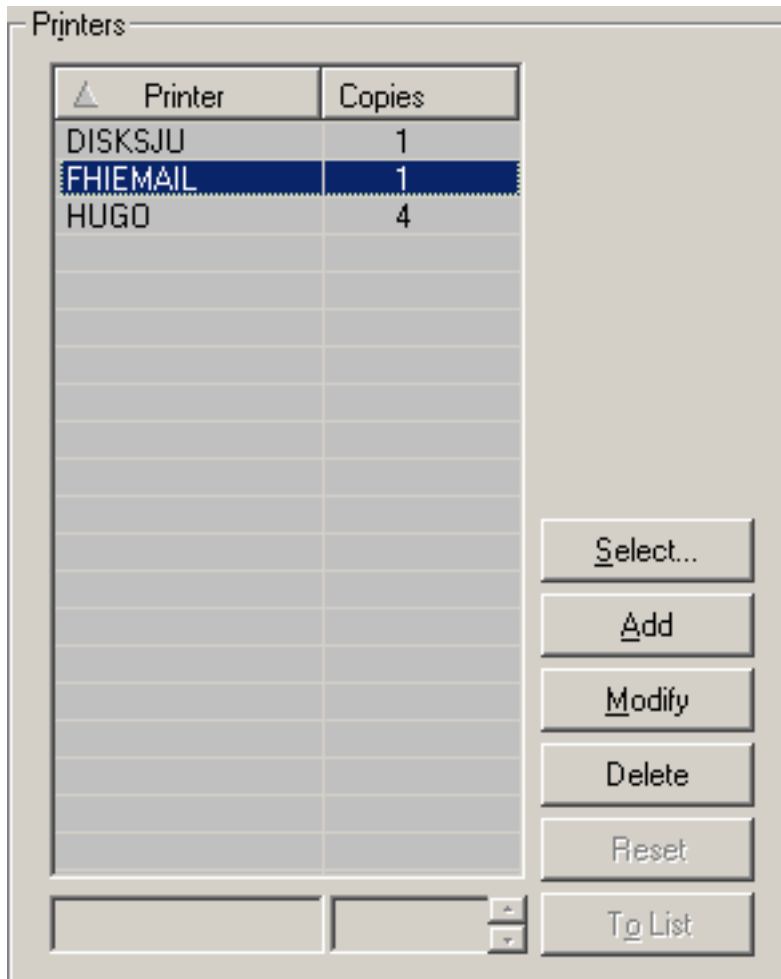 Printers
Printer Copies
DISKSJU 1
FHIEMAIL 1
HUGO 4
Select...
Add
Modify
Delete
Reset
To List